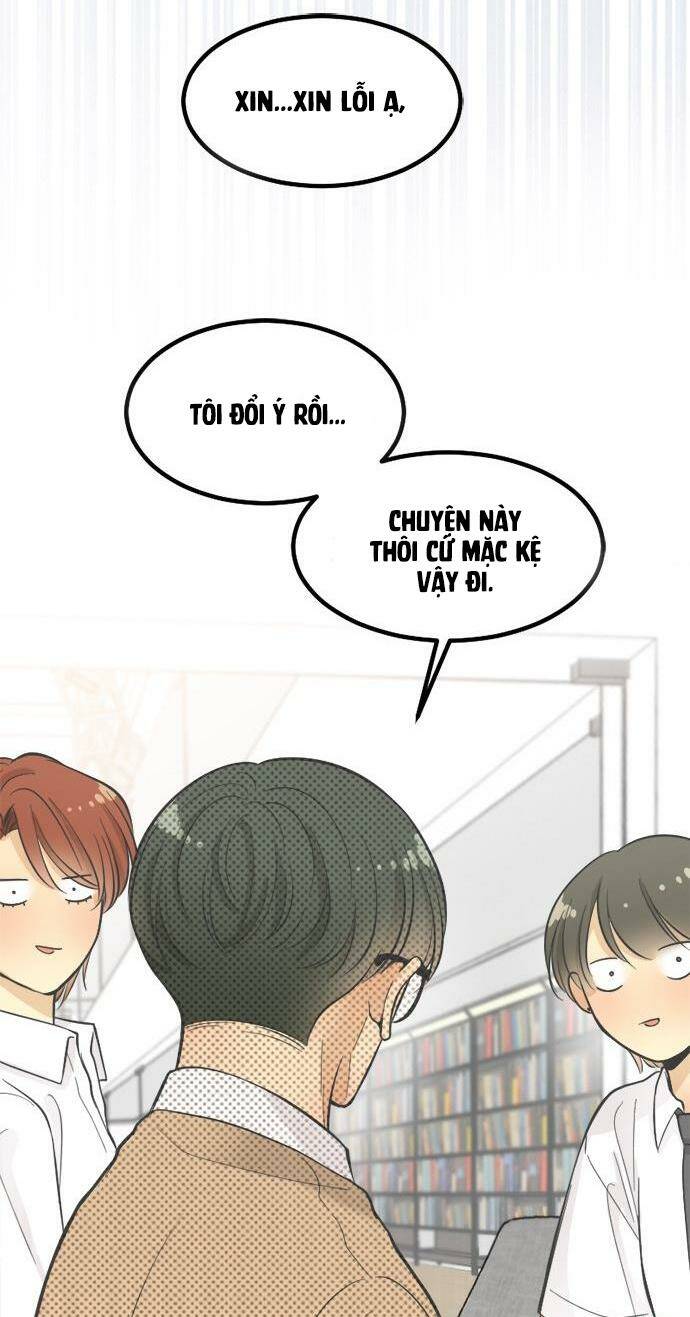 XIN...XIN LỖI Ạ,
TÔI ĐỔI Ý RỒI...
CHUYỆN NÀY
THÔI CỨ MẶC KỆ
VẬY ĐI.